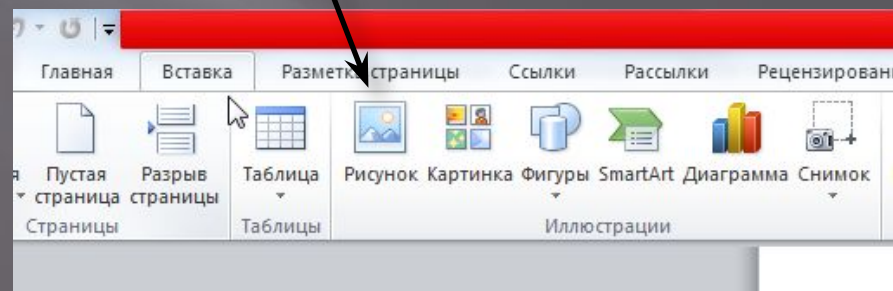 Главная Вставка Разметка страницы Ссылки Рассылки
Пустая Разрыв Таблица Рисунок Картинка Фигуры SmartArt Диаграмма Снимок
страница страницы
Страницы Таблицы Иллюстрации